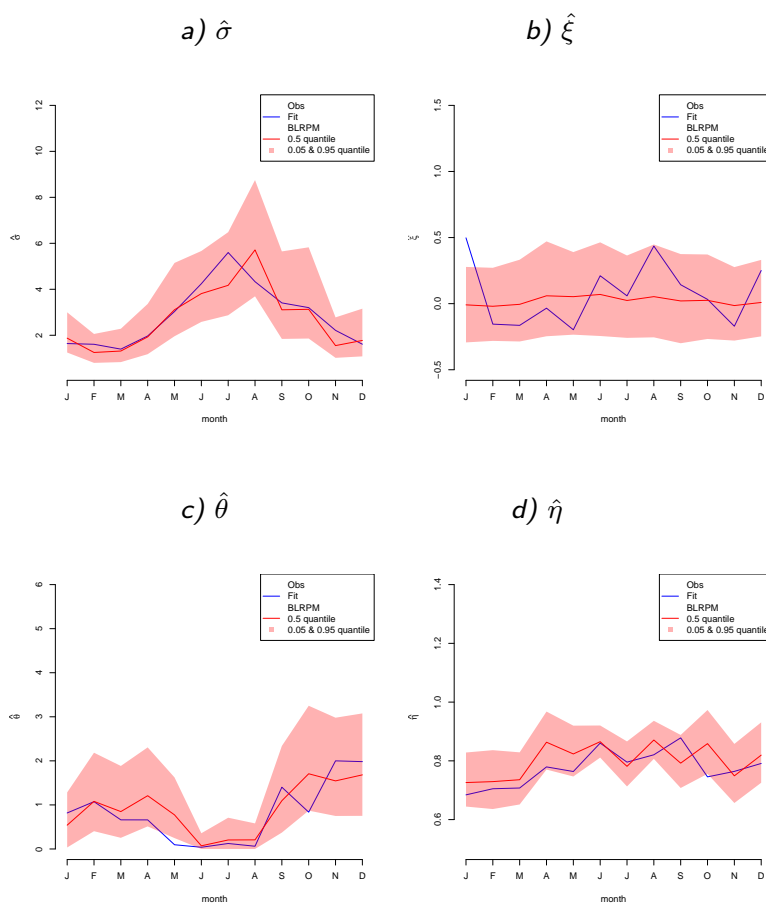 a) σ̂
b) ξ̂
Obs
Fit
BLRPM
0.5 quantile
0.05 & 0.95 quantile
12
10
8
6
4
2
σ̂
J F M A M J J A S O N D
month
Obs
Fit
BLRPM
0.5 quantile
0.05 & 0.95 quantile
1.5
1.0
0.5
0.0
−0.5
ξ̂
J F M A M J J A S O N D
month
c) θ̂
d) η̂
Obs
Fit
BLRPM
0.5 quantile
0.05 & 0.95 quantile
6
5
4
3
2
1
0
θ̂
J F M A M J J A S O N D
month
Obs
Fit
BLRPM
0.5 quantile
0.05 & 0.95 quantile
1.4
1.2
1.0
0.8
0.6
η̂
J F M A M J J A S O N D
month